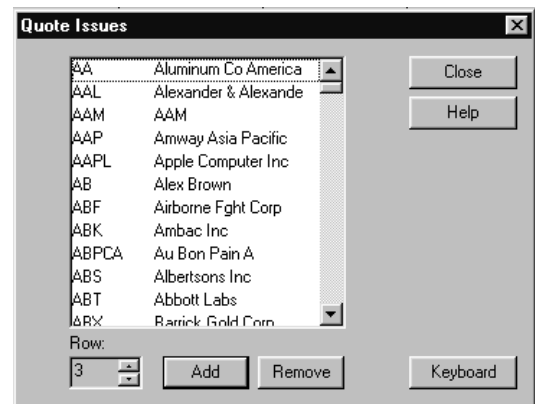 Quote Issues
AA Aluminum Co America
AAL Alexander & Alexande
AAM AAM
AAP Amway Asia Pacific
AAPL Apple Computer Inc
AB Alex Brown
ABF Airborne Fght Corp
ABK Ambac Inc
ABPCA Au Bon Pain A
ABS Albertsons Inc
ABT Abbott Labs
ABX Barrick Gold Corp
Close
Help
Row:
3
Add
Remove
Keyboard